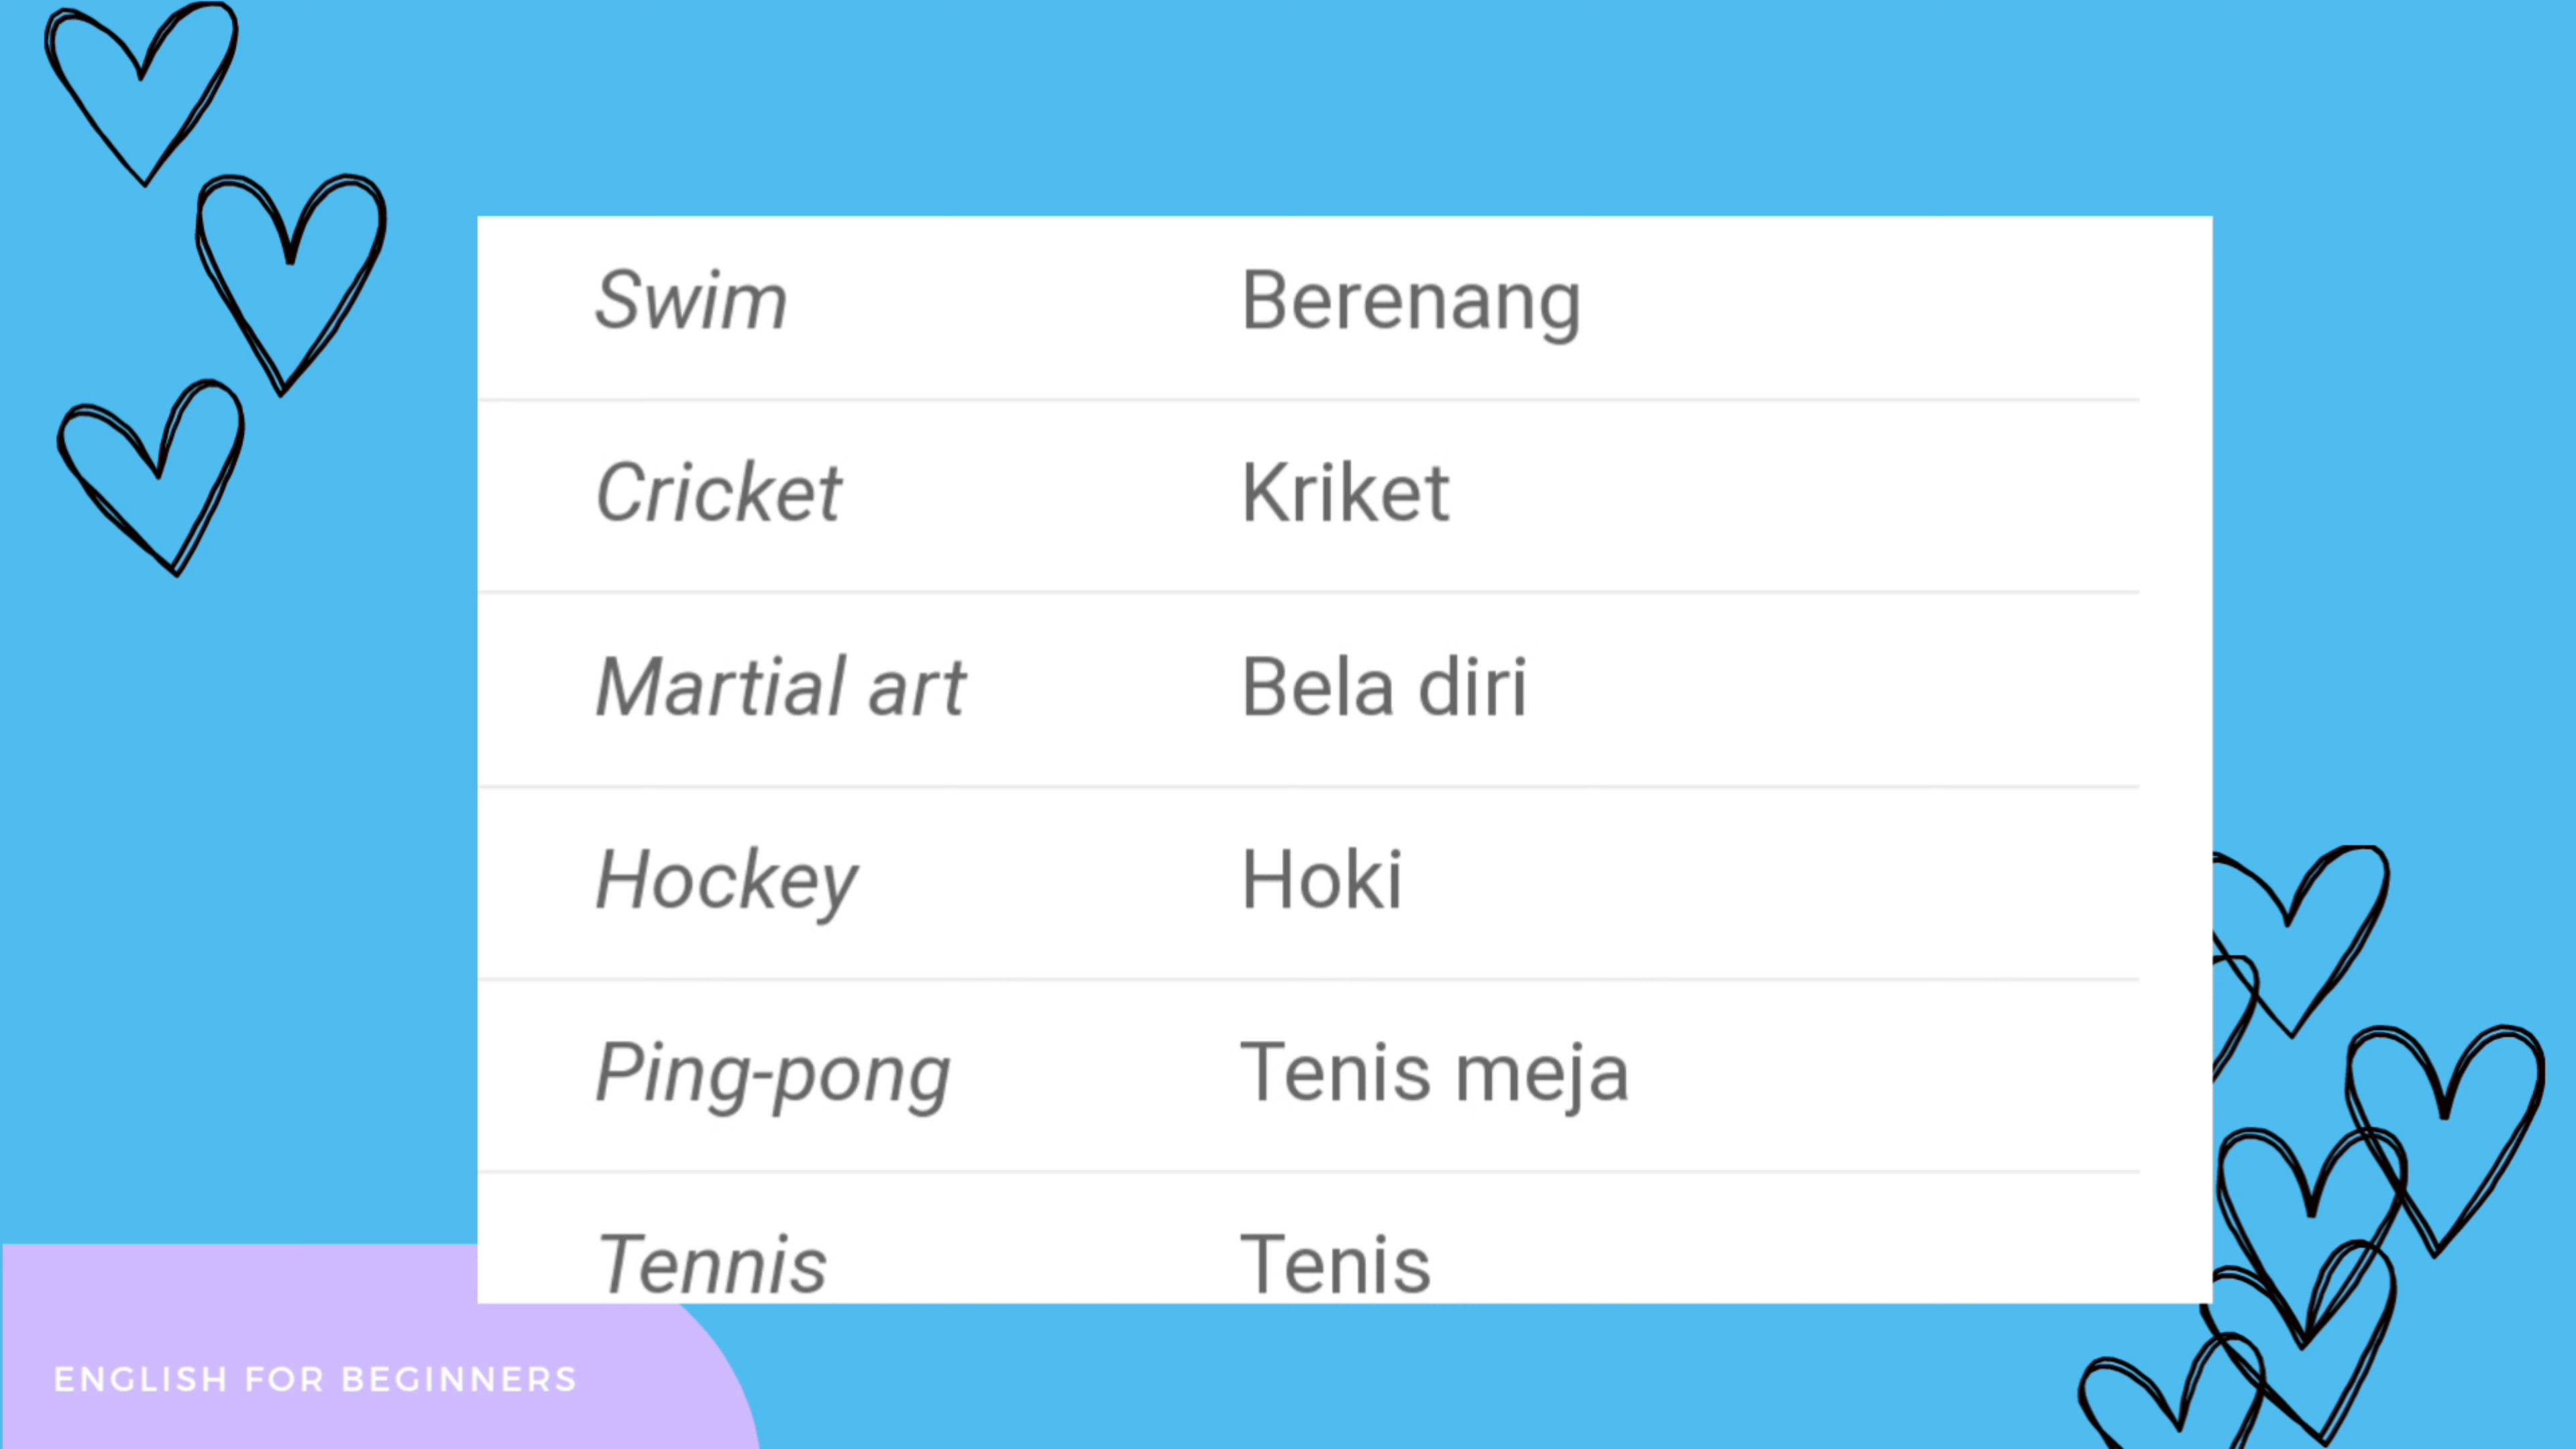 Swim Berenang
Cricket Kriket
Martial art Bela diri
Hockey Hoki
Ping-pong Tenis meja
Tennis Tenis
ENGLISH FOR BEGINNERS